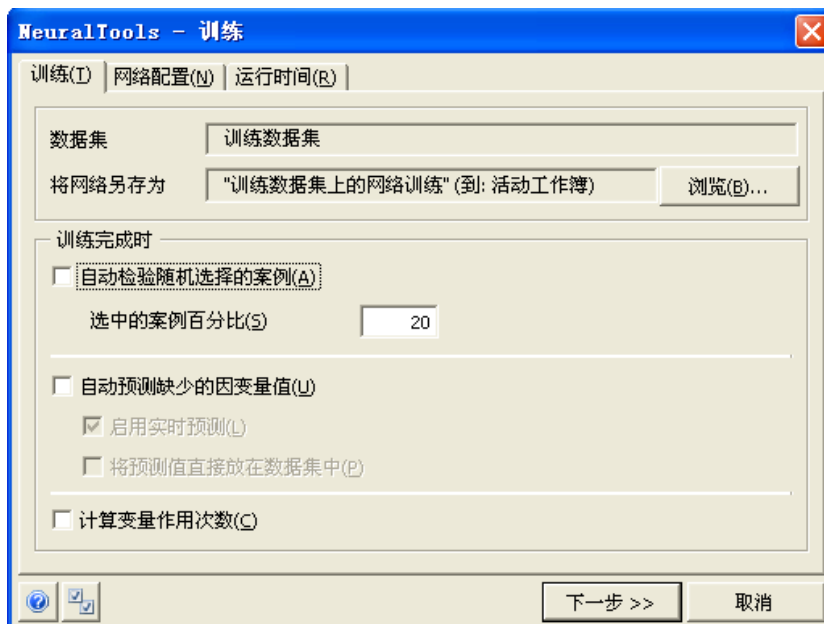 NeuralTools - 训练
训练(T) 网络配置(N) 运行时间(R)
数据集 训练数据集
将网络另存为 "训练数据集上的网络训练" (到: 活动工作簿) 浏览(B)...
训练完成时
自动检验随机选择的案例(A)
选中的案例百分比(S) 20
自动预测缺少的因变量值(U)
启用实时预测(L)
将预测值直接放在数据集中(P)
计算变量作用次数(C)
下一步 >> 取消